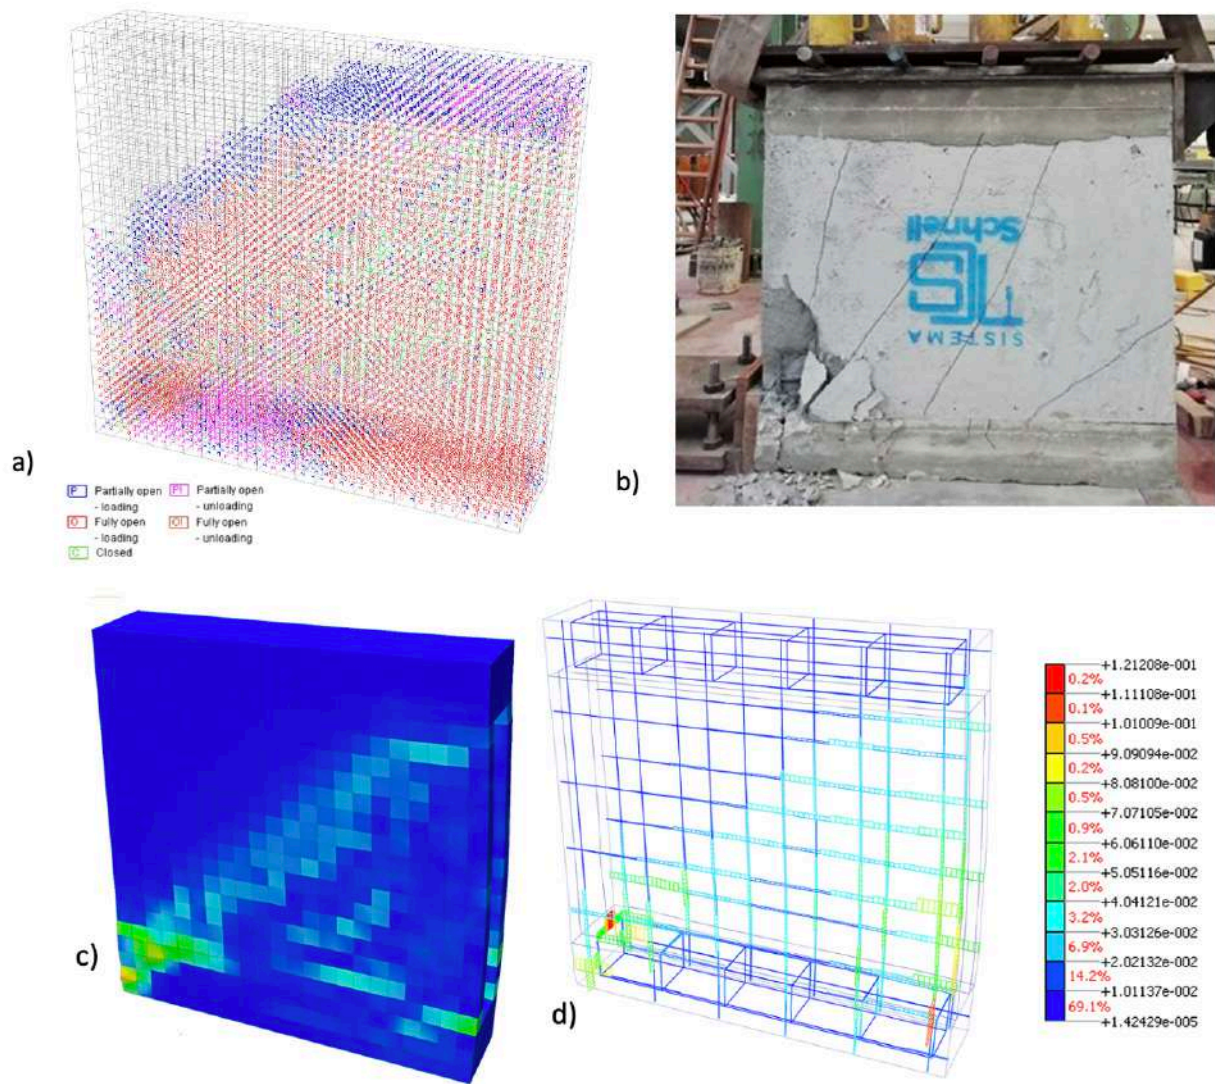 b)
Schnell
SISTEMA
a)
P Partially open - loading
PI Partially open - unloading
O Fully open - loading
OI Fully open - unloading
C Closed
c)
d)
+1.21208e-001
0.2%
+1.11108e-001
0.1%
+1.01009e-001
0.5%
+9.09094e-002
0.2%
+8.08100e-002
0.5%
+7.07105e-002
0.9%
+6.06110e-002
2.1%
+5.05116e-002
2.0%
+4.04121e-002
3.2%
+3.03126e-002
6.9%
+2.02132e-002
14.2%
+1.01137e-002
69.1%
+1.42429e-005